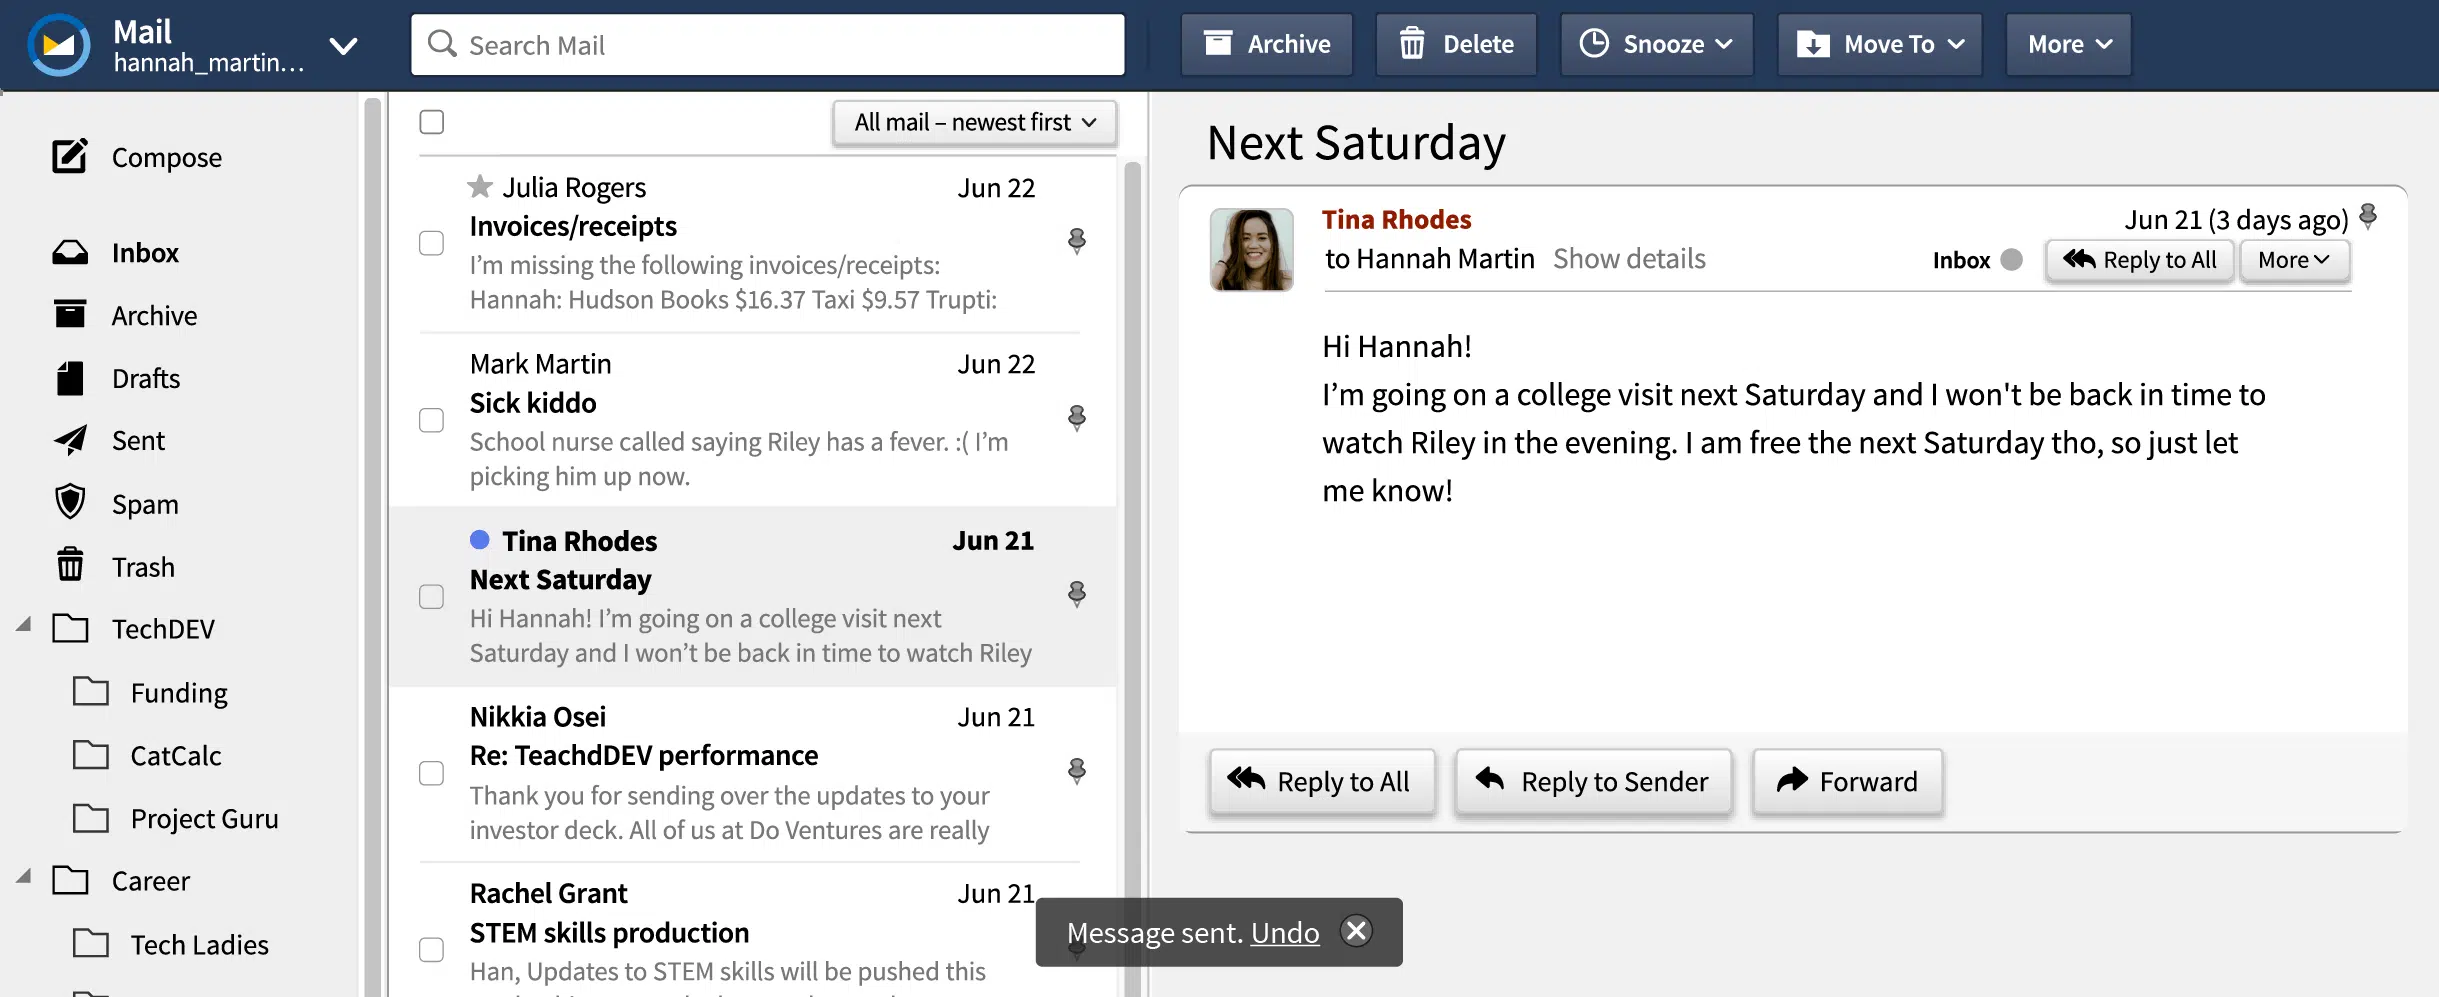 Mail
hannah_martin...
Search Mail
Archive
Delete
Snooze
Move To
More
Compose
Inbox
Archive
Drafts
Sent
Spam
Trash
TechDEV
Funding
CatCalc
Project Guru
Career
Tech Ladies
All mail – newest first
Julia Rogers Jun 22
Invoices/receipts
I’m missing the following invoices/receipts:
Hannah: Hudson Books $16.37 Taxi $9.57 Trupti:
Mark Martin Jun 22
Sick kiddo
School nurse called saying Riley has a fever. :( I’m
picking him up now.
Tina Rhodes Jun 21
Next Saturday
Hi Hannah! I’m going on a college visit next
Saturday and I won’t be back in time to watch Riley
Nikkia Osei Jun 21
Re: TeachdDEV performance
Thank you for sending over the updates to your
investor deck. All of us at Do Ventures are really
Rachel Grant Jun 21
STEM skills production
Han, Updates to STEM skills will be pushed this
Next Saturday
Tina Rhodes Jun 21 (3 days ago)
to Hannah Martin Show details Inbox Reply to All More
Hi Hannah!
I’m going on a college visit next Saturday and I won't be back in time to
watch Riley in the evening. I am free the next Saturday tho, so just let
me know!
Reply to All Reply to Sender Forward
Message sent. Undo